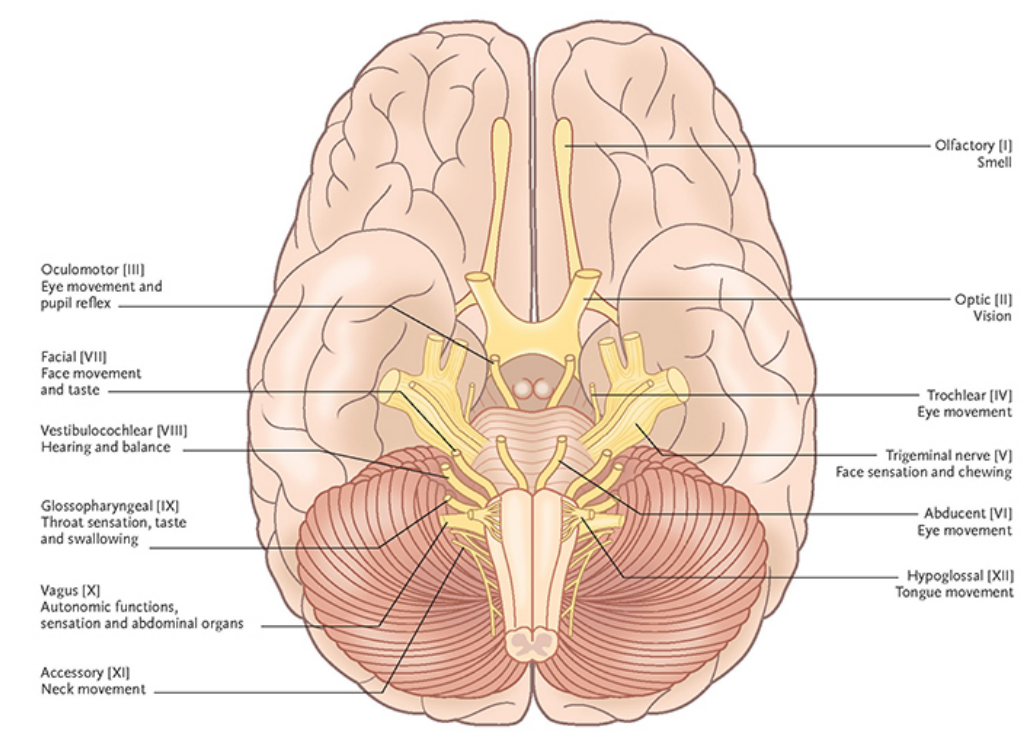 Olfactory [I]
Smell
Oculomotor [III]
Eye movement and
pupil reflex
Optic [II]
Vision
Facial [VII]
Face movement
and taste
Trochlear [IV]
Eye movement
Vestibulocochlear [VIII]
Hearing and balance
Trigeminal nerve [V]
Face sensation and chewing
Glossopharyngeal [IX]
Throat sensation, taste
and swallowing
Abducent [VI]
Eye movement
Hypoglossal [XII]
Tongue movement
Vagus [X]
Autonomic functions,
sensation and abdominal organs
Accessory [XI]
Neck movement